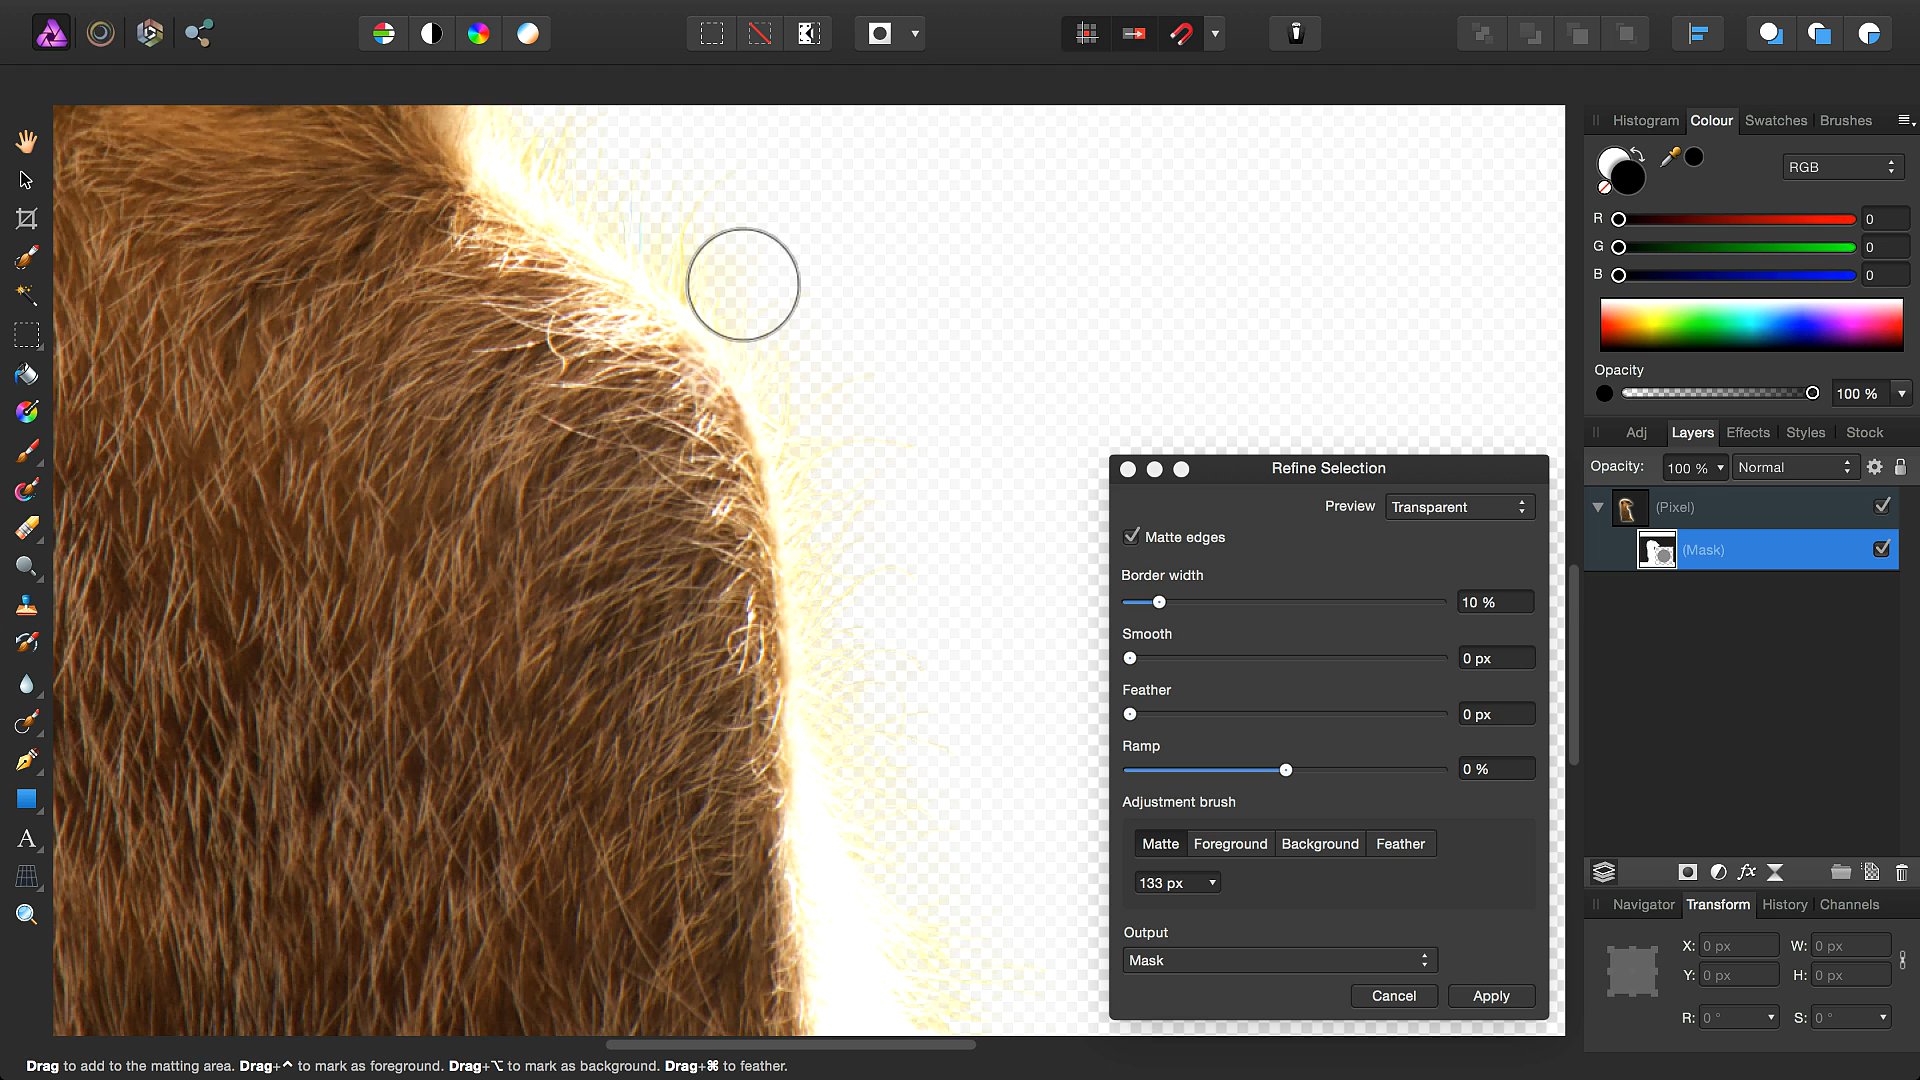 Histogram Colour Swatches Brushes
RGB
R 0
G 0
B 0
Opacity
100 %
Adj Layers Effects Styles Stock
Opacity: 100 % Normal
(Pixel)
(Mask)
Refine Selection
Preview Transparent
Matte edges
Border width
10 %
Smooth
0 px
Feather
0 px
Ramp
0 %
Adjustment brush
Matte Foreground Background Feather
133 px
Output
Mask
Cancel Apply
A
fx
Navigator Transform History Channels
X: 0 px W: 0 px
Y: 0 px H: 0 px
R: 0 ° S: 0 °
Drag to add to the matting area. Drag+⌃ to mark as foreground. Drag+⌥ to mark as background. Drag+⌘ to feather.